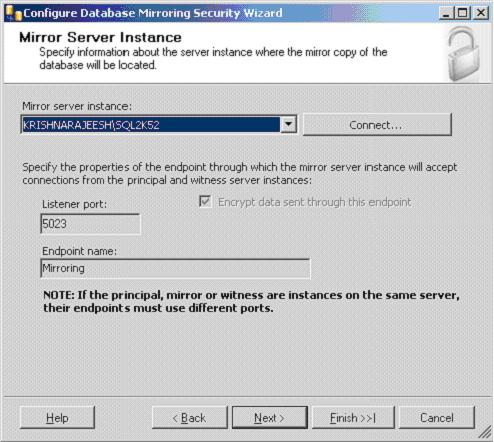 Configure Database Mirroring Security Wizard
Mirror Server Instance
Specify information about the server instance where the mirror copy of the
database will be located.
Mirror server instance:
KRISHNARAJEESH\SQL2K52
Connect...
Specify the properties of the endpoint through which the mirror server instance will accept
connections from the principal and witness server instances:
Listener port:
Encrypt data sent through this endpoint
5023
Endpoint name:
Mirroring
NOTE: If the principal, mirror or witness are instances on the same server,
their endpoints must use different ports.
Help
< Back
Next >
Finish >>|
Cancel